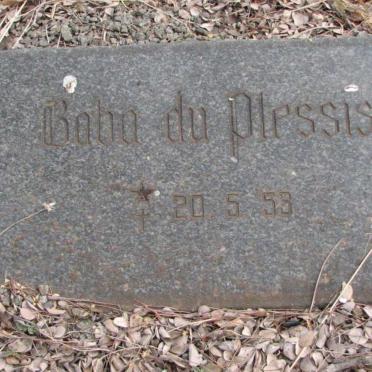 Baba du Plessis
* † 20. 5. 53